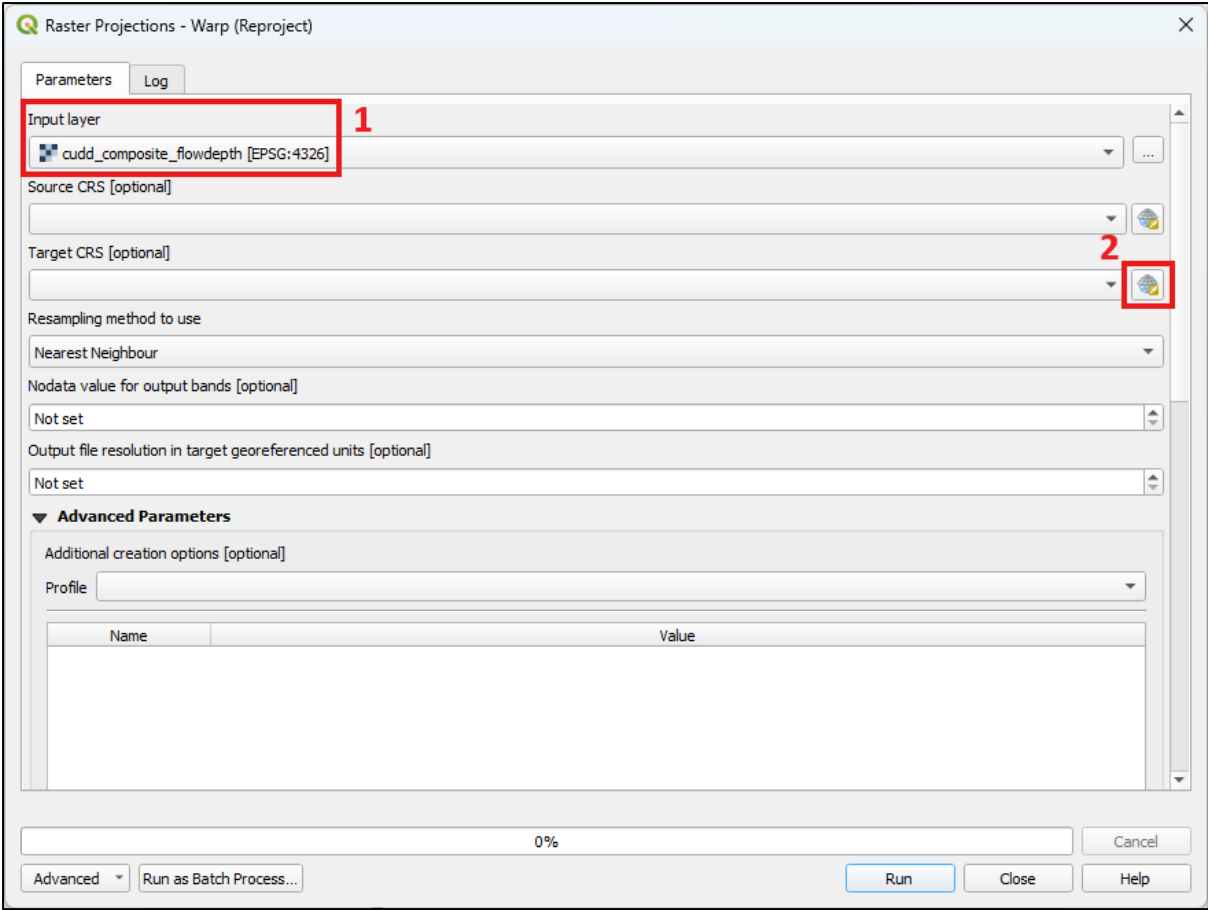 Raster Projections - Warp (Reproject)
Parameters Log
Input layer 1
cudd_composite_flowdepth [EPSG:4326] ...
Source CRS [optional]
Target CRS [optional] 2
Resampling method to use
Nearest Neighbour
Nodata value for output bands [optional]
Not set
Output file resolution in target georeferenced units [optional]
Not set
Advanced Parameters
Additional creation options [optional]
Profile
Name Value
0% Cancel
Advanced Run as Batch Process... Run Close Help